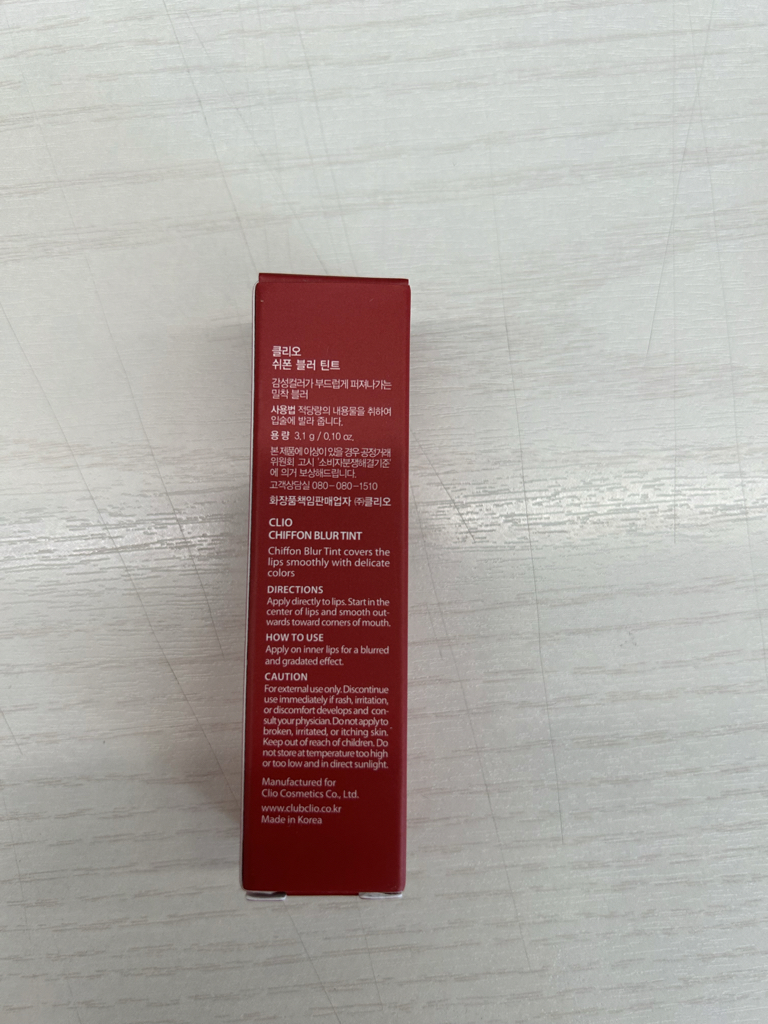 클리오
쉬폰 블러 틴트
감성컬러가 부드럽게 퍼져나가는
밀착 블러
사용법 적당량의 내용물을 취하여
입술에 발라 줍니다.
용 량 3.1 g / 0.10 oz.
본 제품에 이상이 있을 경우 공정거래
위원회 고시 '소비자분쟁해결기준'
에 의거 보상해드립니다.
고객상담실 080-080-1510
화장품책임판매업자 ㈜클리오
CLIO
CHIFFON BLUR TINT
Chiffon Blur Tint covers the
lips smoothly with delicate
colors
DIRECTIONS
Apply directly to lips. Start in the
center of lips and smooth out-
wards toward corners of mouth.
HOW TO USE
Apply on inner lips for a blurred
and gradated effect.
CAUTION
For external use only. Discontinue
use immediately if rash, irritation,
or discomfort develops and con-
sult your physician. Do not apply to
broken, irritated, or itching skin.
Keep out of reach of children. Do
not store at temperature too high
or too low and in direct sunlight.
Manufactured for
Clio Cosmetics Co., Ltd.
www.clubclio.co.kr
Made in Korea